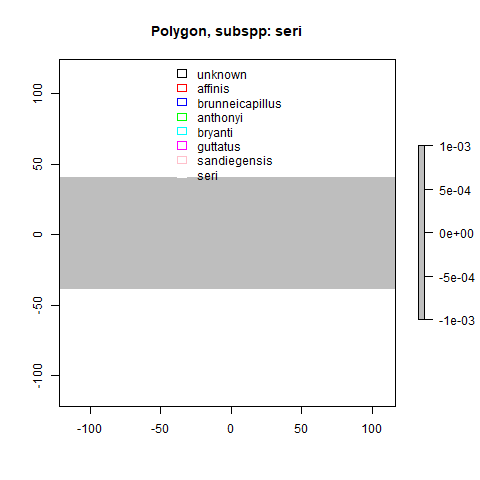 Polygon, subspp: seri
unknown
affinis
brunneicapillus
anthonyi
bryanti
guttatus
sandiegensis
seri
100
50
0
-50
-100
-100
-50
0
50
100
1e-03
5e-04
0e+00
-5e-04
-1e-03